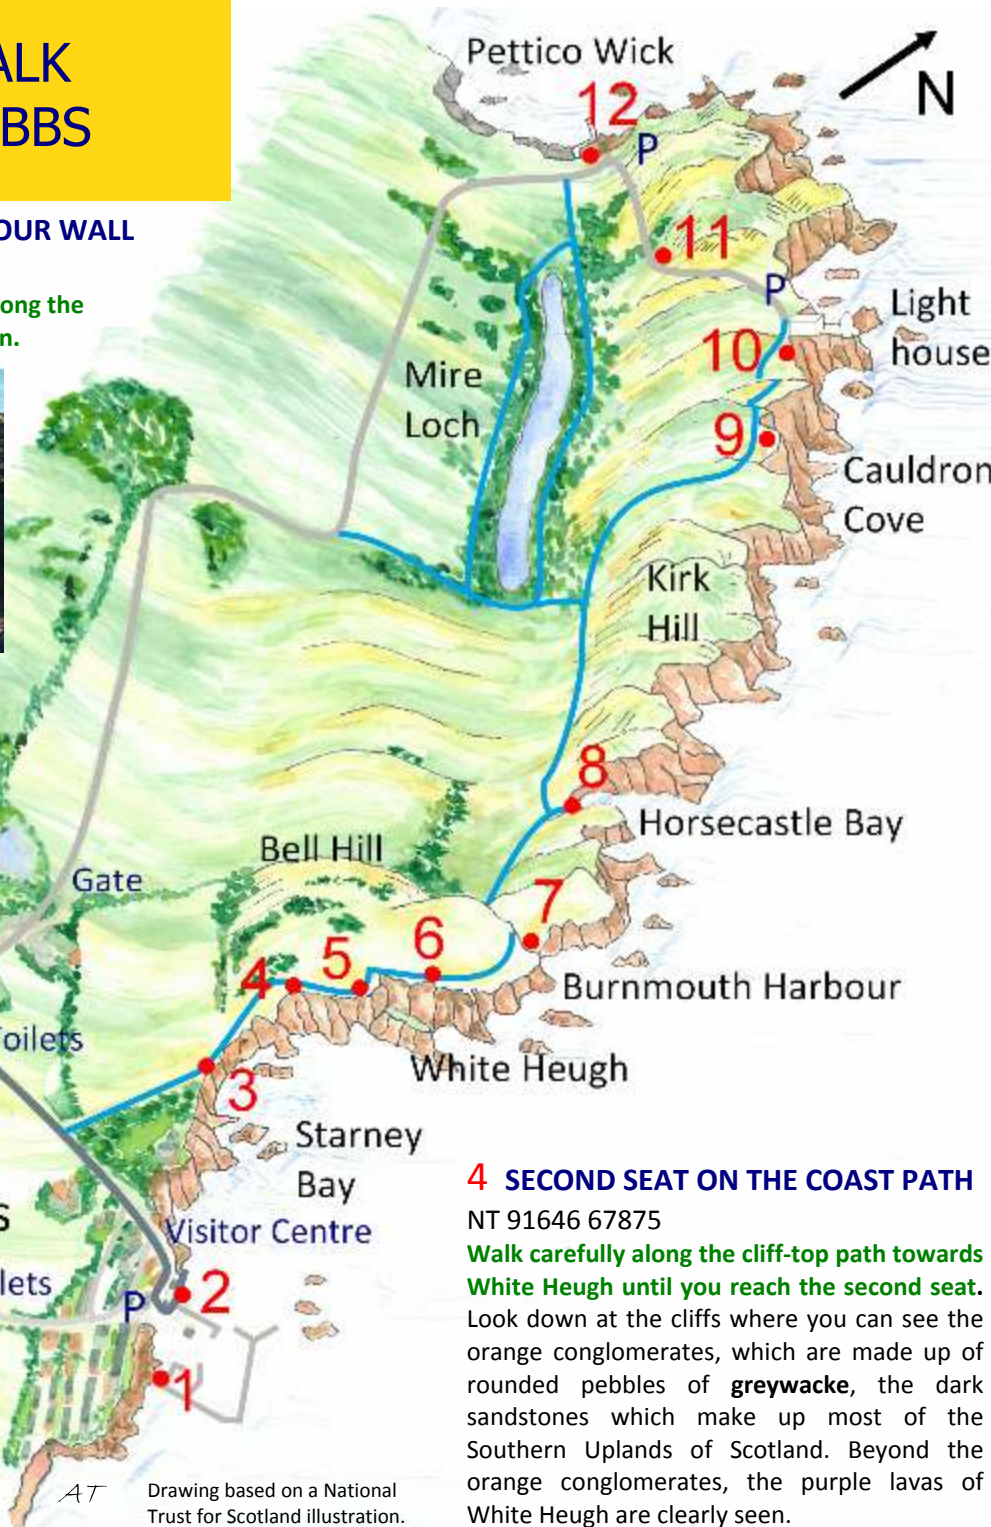 ALK
BBS
OUR WALL
ong the
n.
Pettico Wick
12
P
N
11
P
Light
house
10
Mire
Loch
9
Cauldron
Cove
Kirk
Hill
8
Horsecastle Bay
Bell Hill
Gate
7
6
5
4
Burnmouth Harbour
oilets
White Heugh
3
Starney
Bay
S
Visitor Centre
lets
P
2
1
AT
Drawing based on a National
Trust for Scotland illustration.
4 SECOND SEAT ON THE COAST PATH
NT 91646 67875
Walk carefully along the cliff-top path towards
White Heugh until you reach the second seat.
Look down at the cliffs where you can see the
orange conglomerates, which are made up of
rounded pebbles of greywacke, the dark
sandstones which make up most of the
Southern Uplands of Scotland. Beyond the
orange conglomerates, the purple lavas of
White Heugh are clearly seen.